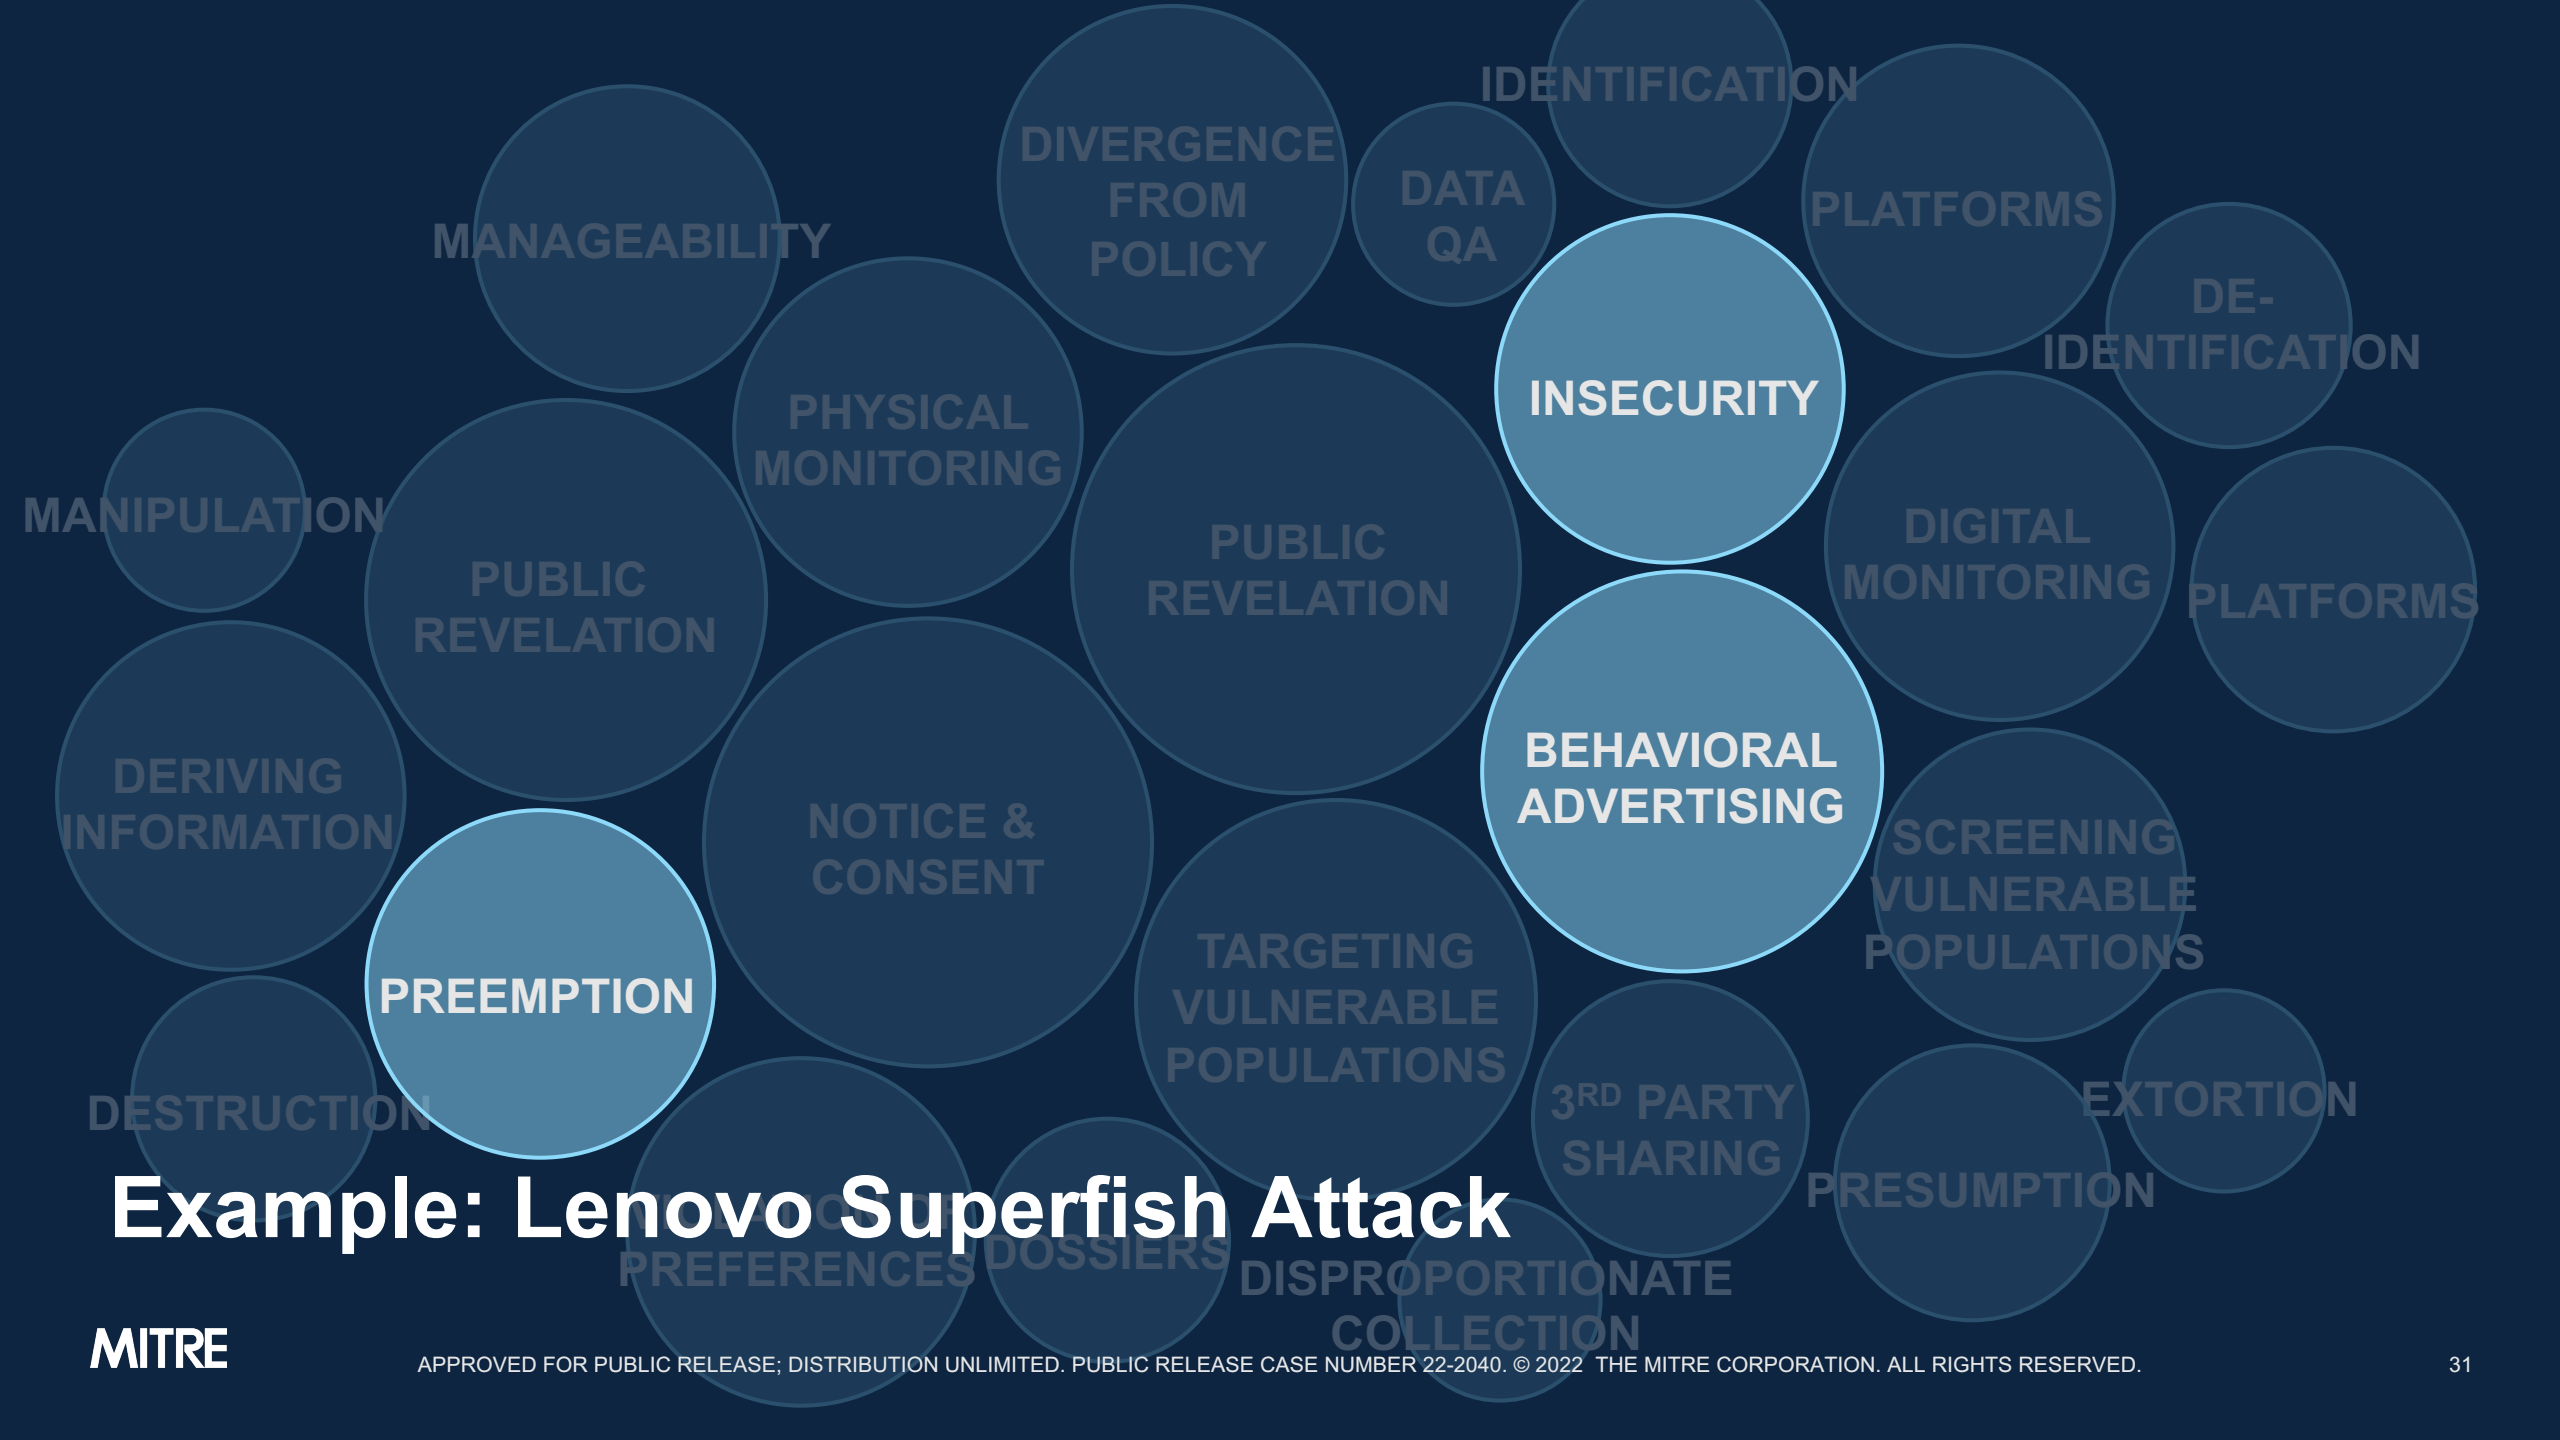 IDENTIFICATION
DIVERGENCE
FROM
POLICY
DATA
QA
PLATFORMS
MANAGEABILITY
DE-
IDENTIFICATION
INSECURITY
PHYSICAL
MONITORING
MANIPULATION
PUBLIC
REVELATION
PUBLIC
REVELATION
DIGITAL
MONITORING
PLATFORMS
DERIVING
INFORMATION
BEHAVIORAL
ADVERTISING
NOTICE &
CONSENT
SCREENING
VULNERABLE
POPULATIONS
PREEMPTION
TARGETING
VULNERABLE
POPULATIONS
DESTRUCTION
3RD PARTY
SHARING
EXTORTION
PRESUMPTION
Example: Lenovo Superfish Attack
PREFERENCES
DOSSIERS
DISPROPORTIONATE
COLLECTION
MITRE
APPROVED FOR PUBLIC RELEASE; DISTRIBUTION UNLIMITED. PUBLIC RELEASE CASE NUMBER 22-2040. © 2022 THE MITRE CORPORATION. ALL RIGHTS RESERVED.
31